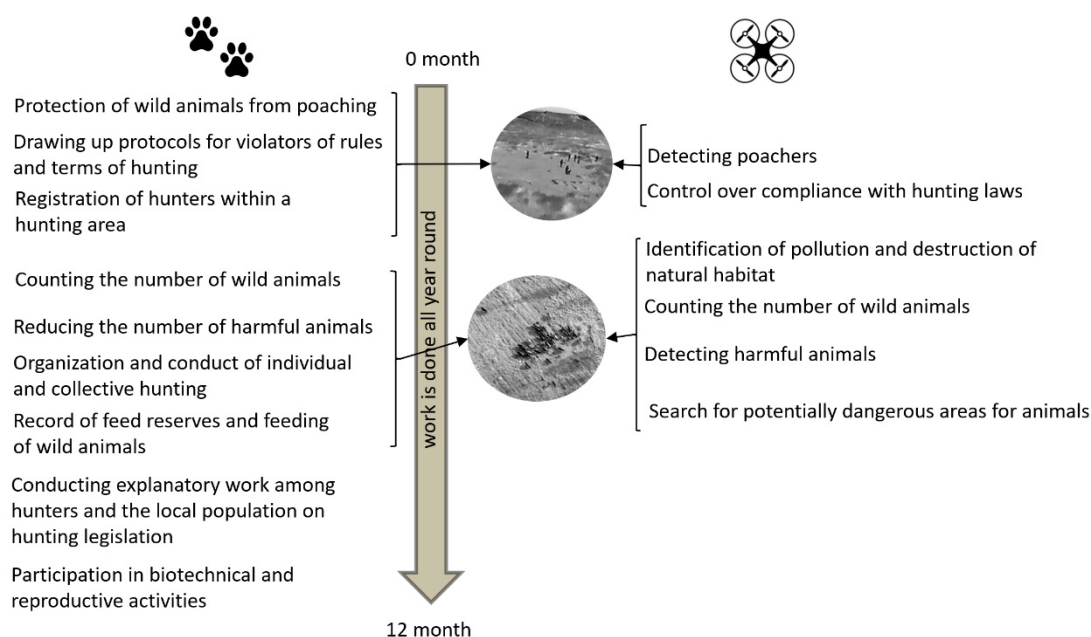 0 month
Protection of wild animals from poaching
Drawing up protocols for violators of rules
and terms of hunting
Registration of hunters within a
hunting area
Counting the number of wild animals
Reducing the number of harmful animals
Organization and conduct of individual
and collective hunting
Record of feed reserves and feeding
of wild animals
Conducting explanatory work among
hunters and the local population on
hunting legislation
Participation in biotechnical and
reproductive activities
work is done all year round
12 month
Detecting poachers
Control over compliance with hunting laws
Identification of pollution and destruction of
natural habitat
Counting the number of wild animals
Detecting harmful animals
Search for potentially dangerous areas for animals